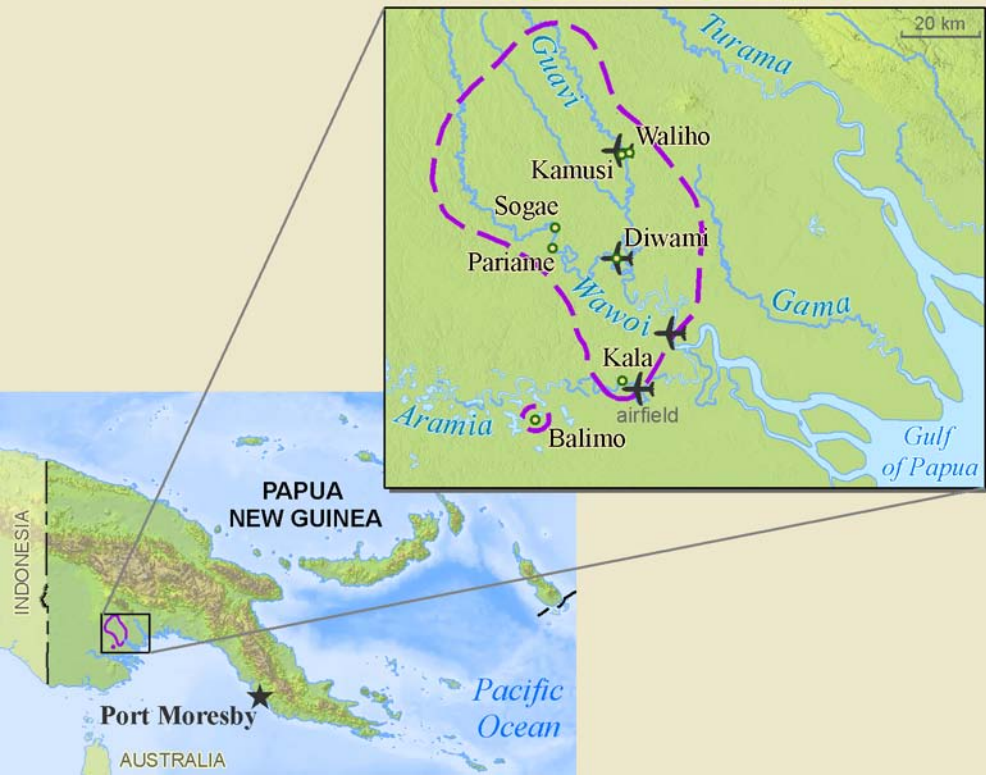 20 km
Turama
Guavi
Waliho
Kamusi
Sogae
Diwami
Pariame
Wawoi
Gama
Kala
airfield
Aramia
Balimo
Gulf
of Papua
PAPUA
NEW GUINEA
INDONESIA
Pacific
Ocean
Port Moresby
AUSTRALIA